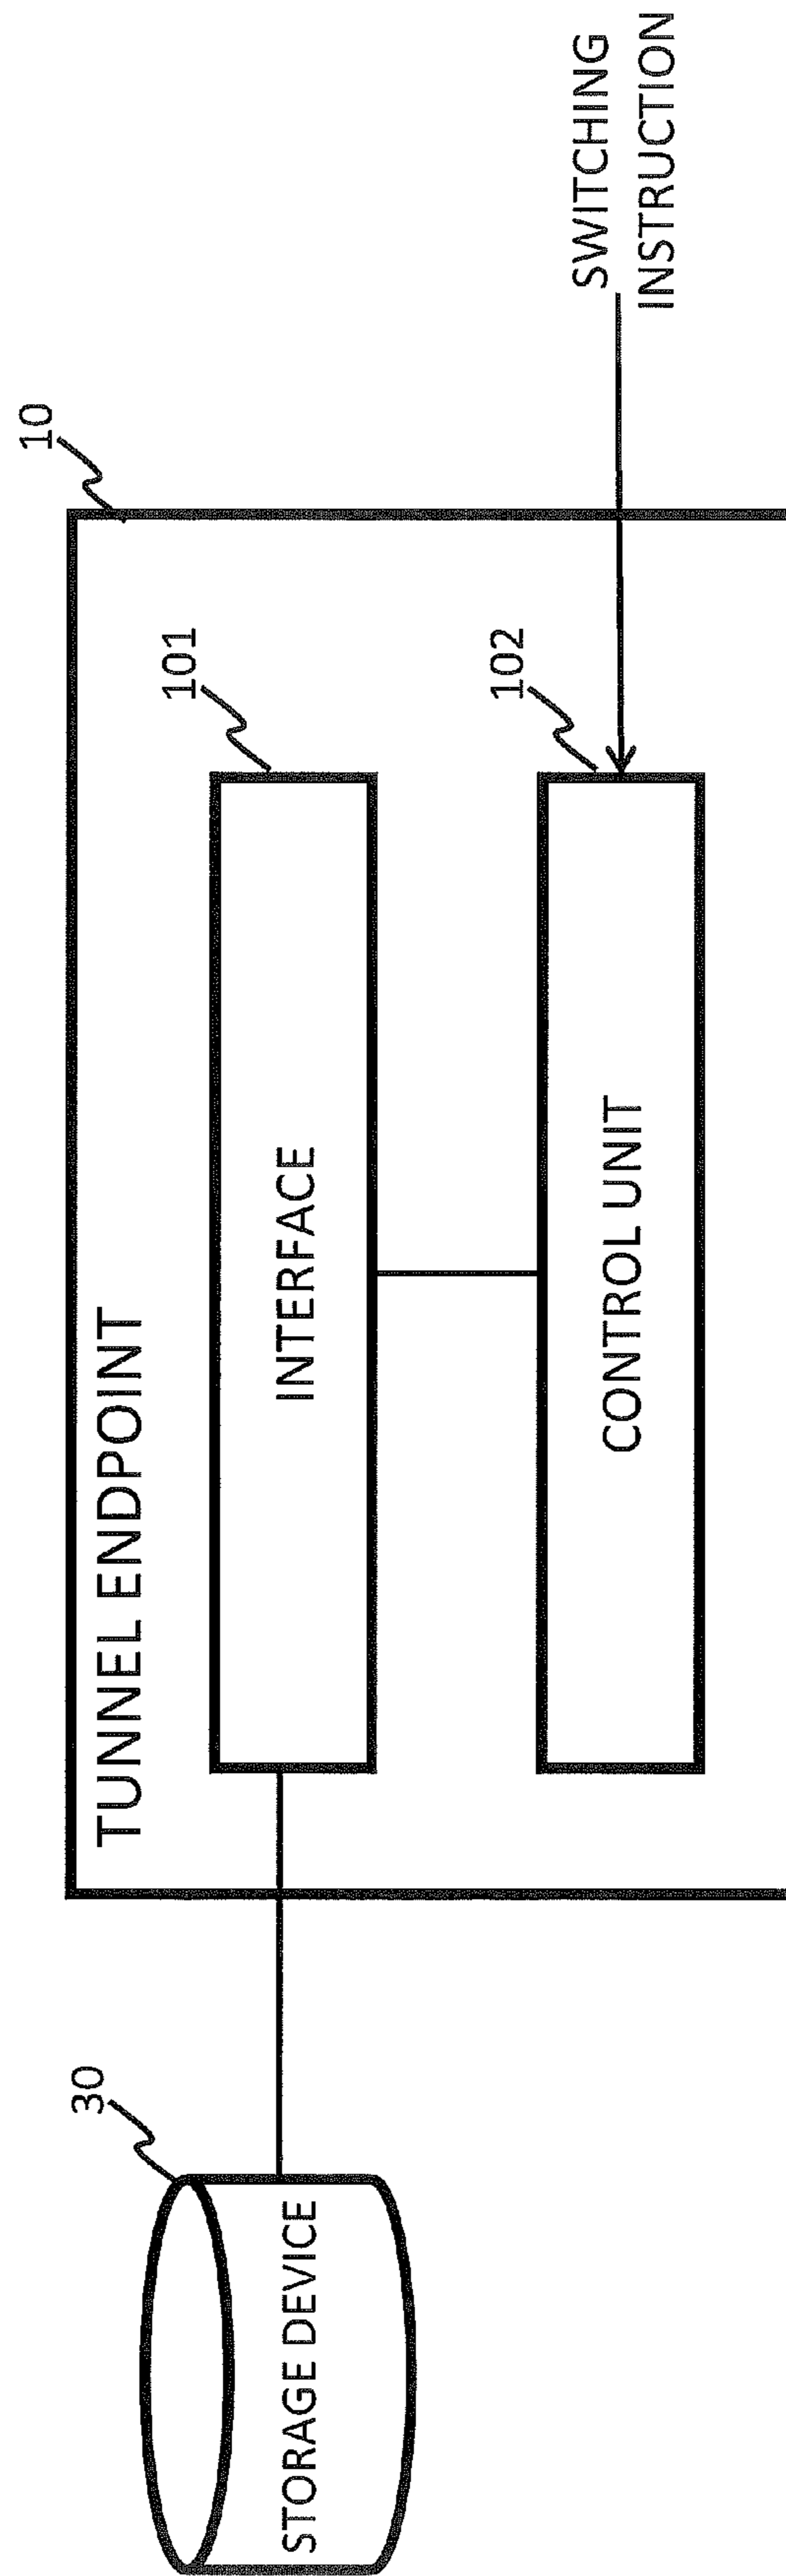 10
TUNNEL ENDPOINT
30
101
INTERFACE
STORAGE DEVICE
102
CONTROL UNIT
SWITCHING
INSTRUCTION